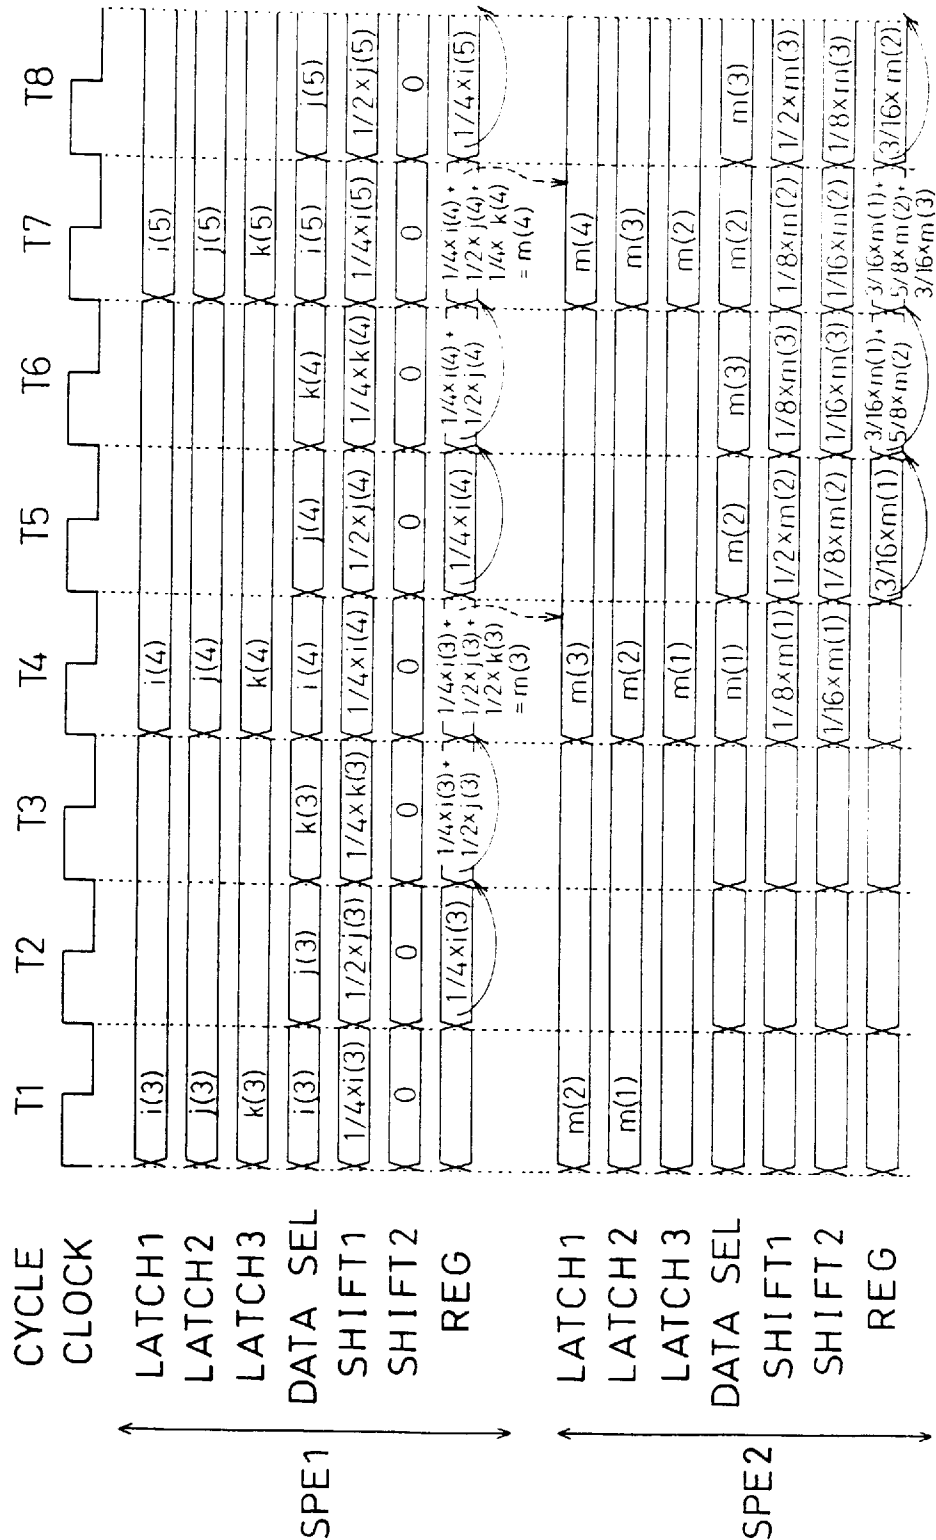 CYCLE T1 T2 T3 T4 T5 T6 T7 T8
CLOCK
SPE1
LATCH1 i(3) i(4) i(5)
LATCH2 j(3) j(4) j(5)
LATCH3 k(3) k(4) k(5)
DATA SEL i(3) j(3) k(3) i(4) j(4) k(4) i(5) j(5)
SHIFT1 1/4×i(3) 1/2×j(3) 1/4×k(3) 1/4×i(4) 1/2×j(4) 1/4×k(4) 1/4×i(5) 1/2×j(5)
SHIFT2 0 0 0 0 0 0 0 0
REG 1/4×i(3) 1/4×i(3)+ 1/4×i(3)+ 1/4×i(4) 1/4×i(4)+ 1/4×i(4)+ 1/4×i(5)
1/2×j(3) 1/2×j(3)+ 1/2×j(4) 1/2×j(4)+
1/2×k(3) 1/4×k(4)
=m(3) =m(4)
SPE2
LATCH1 m(2) m(3) m(4)
LATCH2 m(1) m(2) m(3)
LATCH3 m(1) m(2)
DATA SEL m(1) m(2) m(3) m(2) m(3)
SHIFT1 1/8×m(1) 1/2×m(2) 1/8×m(3) 1/8×m(2) 1/2×m(3)
SHIFT2 1/16×m(1) 1/8×m(2) 1/16×m(3) 1/16×m(2) 1/8×m(3)
REG 3/16×m(1) 3/16×m(1)+ 3/16×m(1)+ 3/16×m(2)
5/8×m(2) 5/8×m(2)+
3/16×m(3)